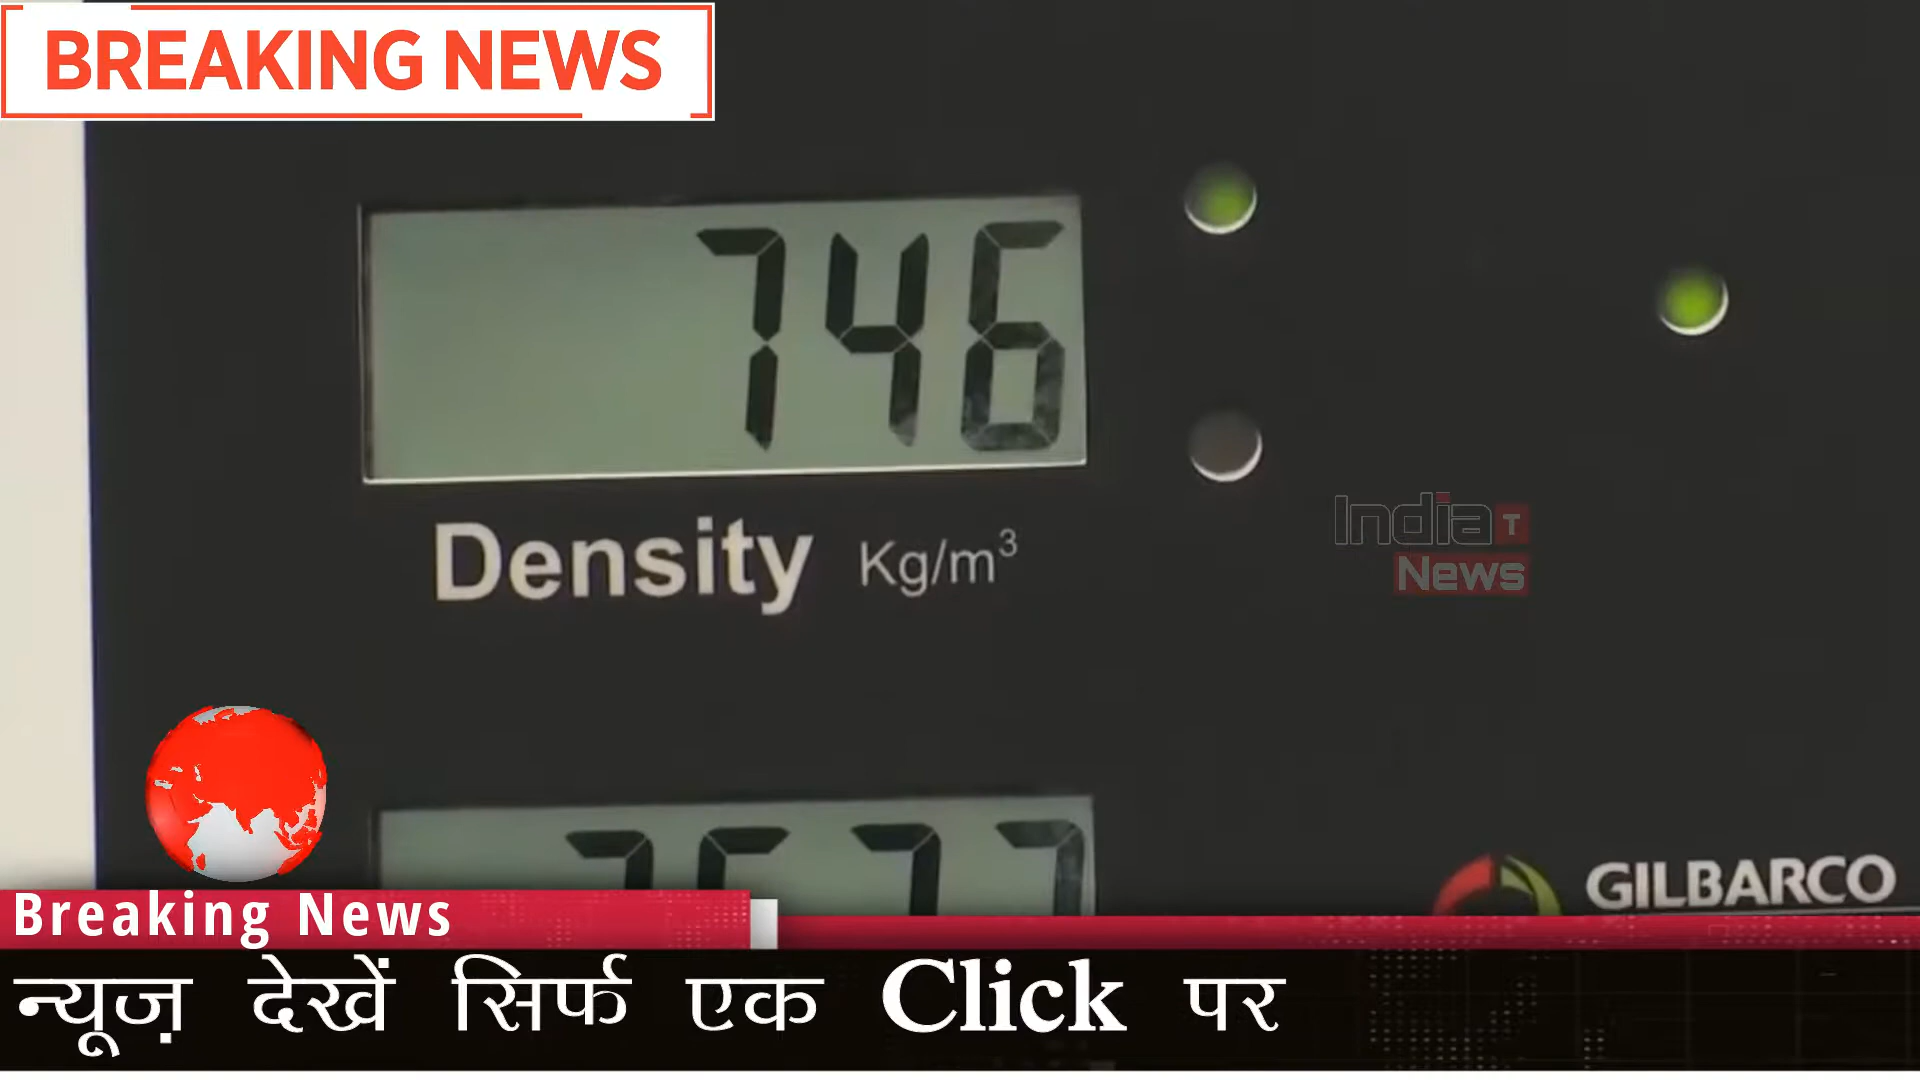 BREAKING NEWS
746
Density Kg/m³
India T
News
GILBARCO
Breaking News
न्यूज़ देखें सिर्फ एक Click पर